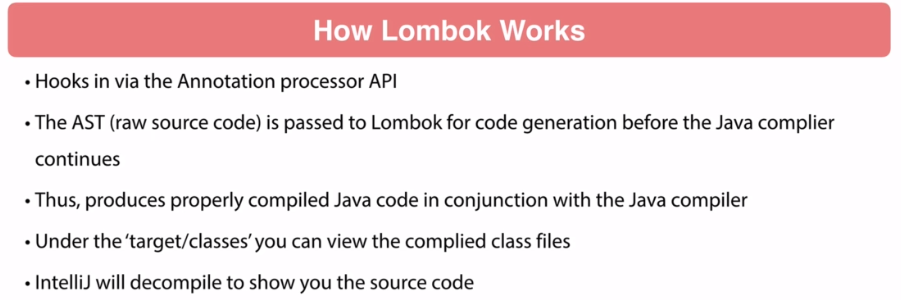 How Lombok Works
• Hooks in via the Annotation processor API
• The AST (raw source code) is passed to Lombok for code generation before the Java complier
continues
• Thus, produces properly compiled Java code in conjunction with the Java compiler
• Under the ‘target/classes’ you can view the complied class files
• IntelliJ will decompile to show you the source code